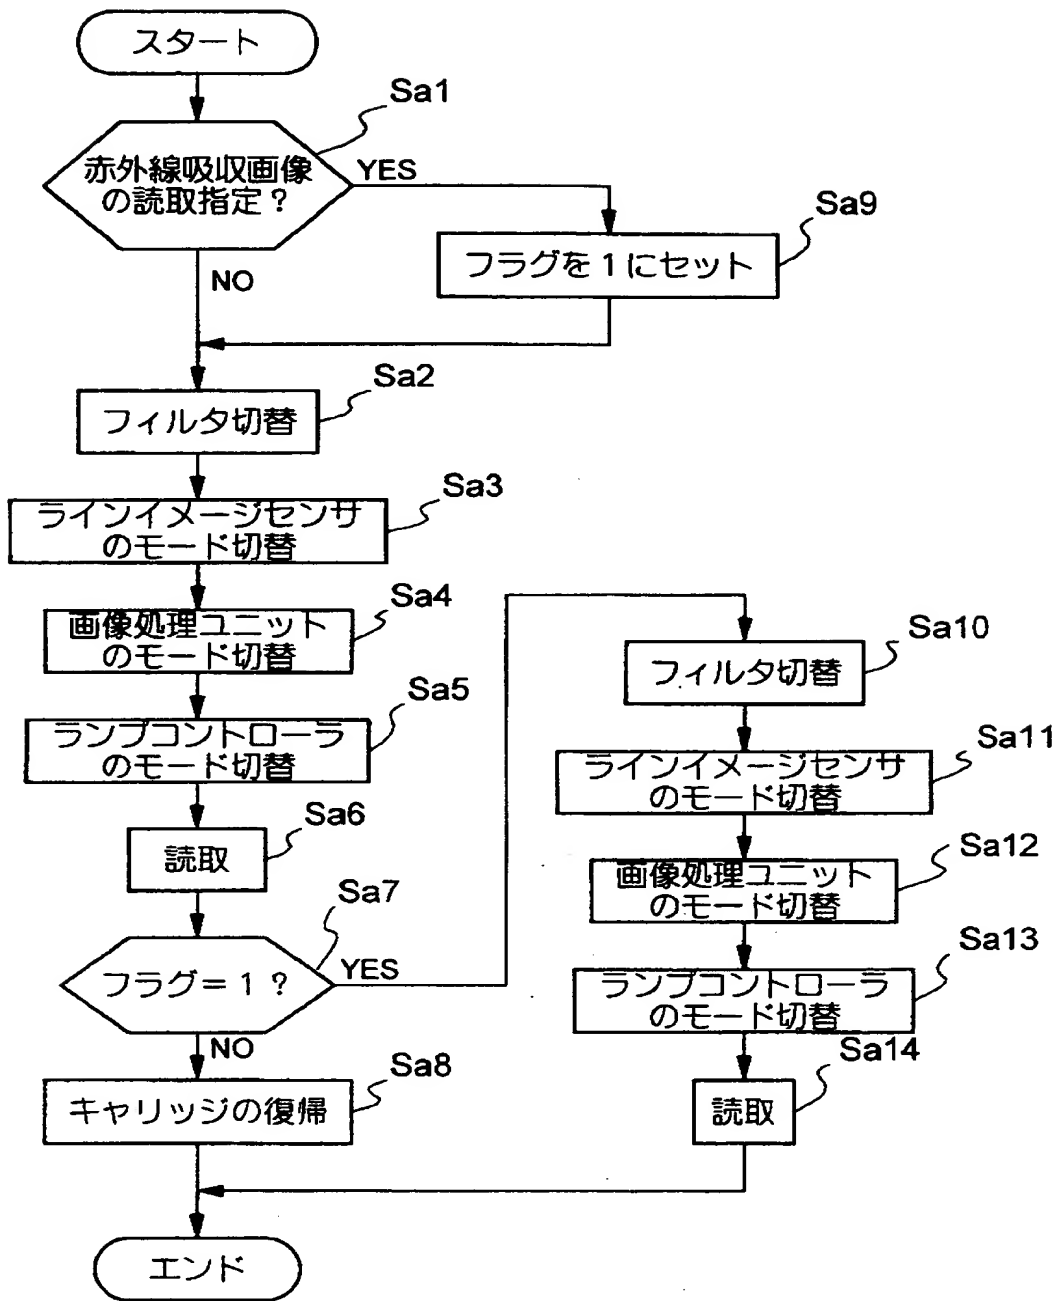 スタート
Sa1
赤外線吸収画像
の読取指定？
YES
NO
Sa9
フラグを１にセット
Sa2
フィルタ切替
Sa3
ラインイメージセンサ
のモード切替
Sa4
画像処理ユニット
のモード切替
Sa5
ランプコントローラ
のモード切替
Sa6
読取
Sa7
フラグ＝１？
YES
NO
Sa8
キャリッジの復帰
Sa10
フィルタ切替
Sa11
ラインイメージセンサ
のモード切替
Sa12
画像処理ユニット
のモード切替
Sa13
ランプコントローラ
のモード切替
Sa14
読取
エンド